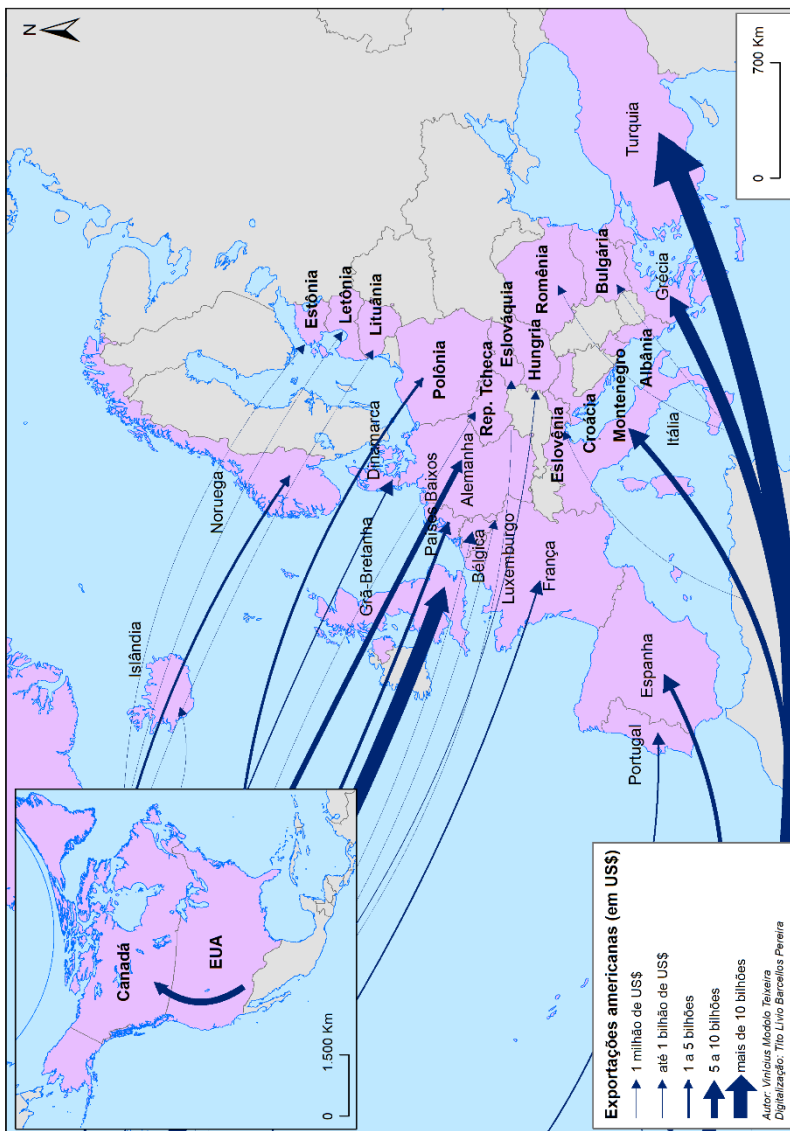 N
Islândia
Noruega
Estônia
Letônia
Lituânia
Dinamarca
Grã-Bretanha
Países Baixos
Polônia
Alemanha
Bélgica
Rep. Tcheca
Luxemburgo
Eslováquia
França
Hungria
Eslovênia
Romênia
Croácia
Montenegro
Bulgária
Albânia
Itália
Grécia
Turquia
Portugal
Espanha
Canadá
EUA
0 1.500 Km
0 700 Km
Exportações americanas (em US$)
1 milhão de US$
até 1 bilhão de US$
1 a 5 bilhões
5 a 10 bilhões
mais de 10 bilhões
Autor: Vinícius Modolo Teixeira
Digitalização: Tito Lívio Barcellos Pereira